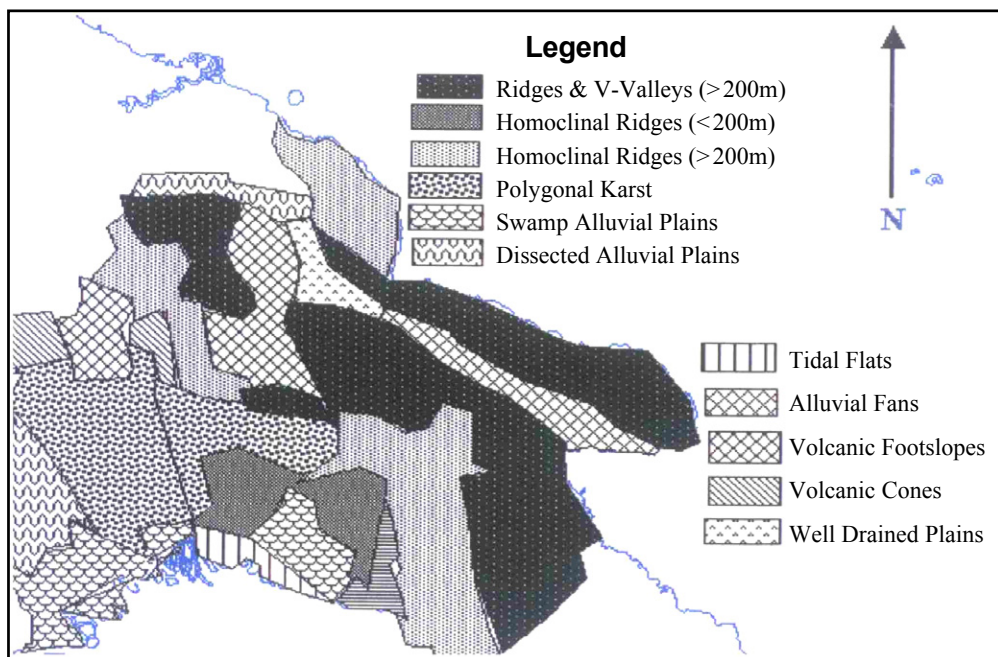 Legend
Ridges & V-Valleys (>200m)
Homoclinal Ridges (<200m)
Homoclinal Ridges (>200m)
Polygonal Karst
Swamp Alluvial Plains
Dissected Alluvial Plains
N
Tidal Flats
Alluvial Fans
Volcanic Footslopes
Volcanic Cones
Well Drained Plains